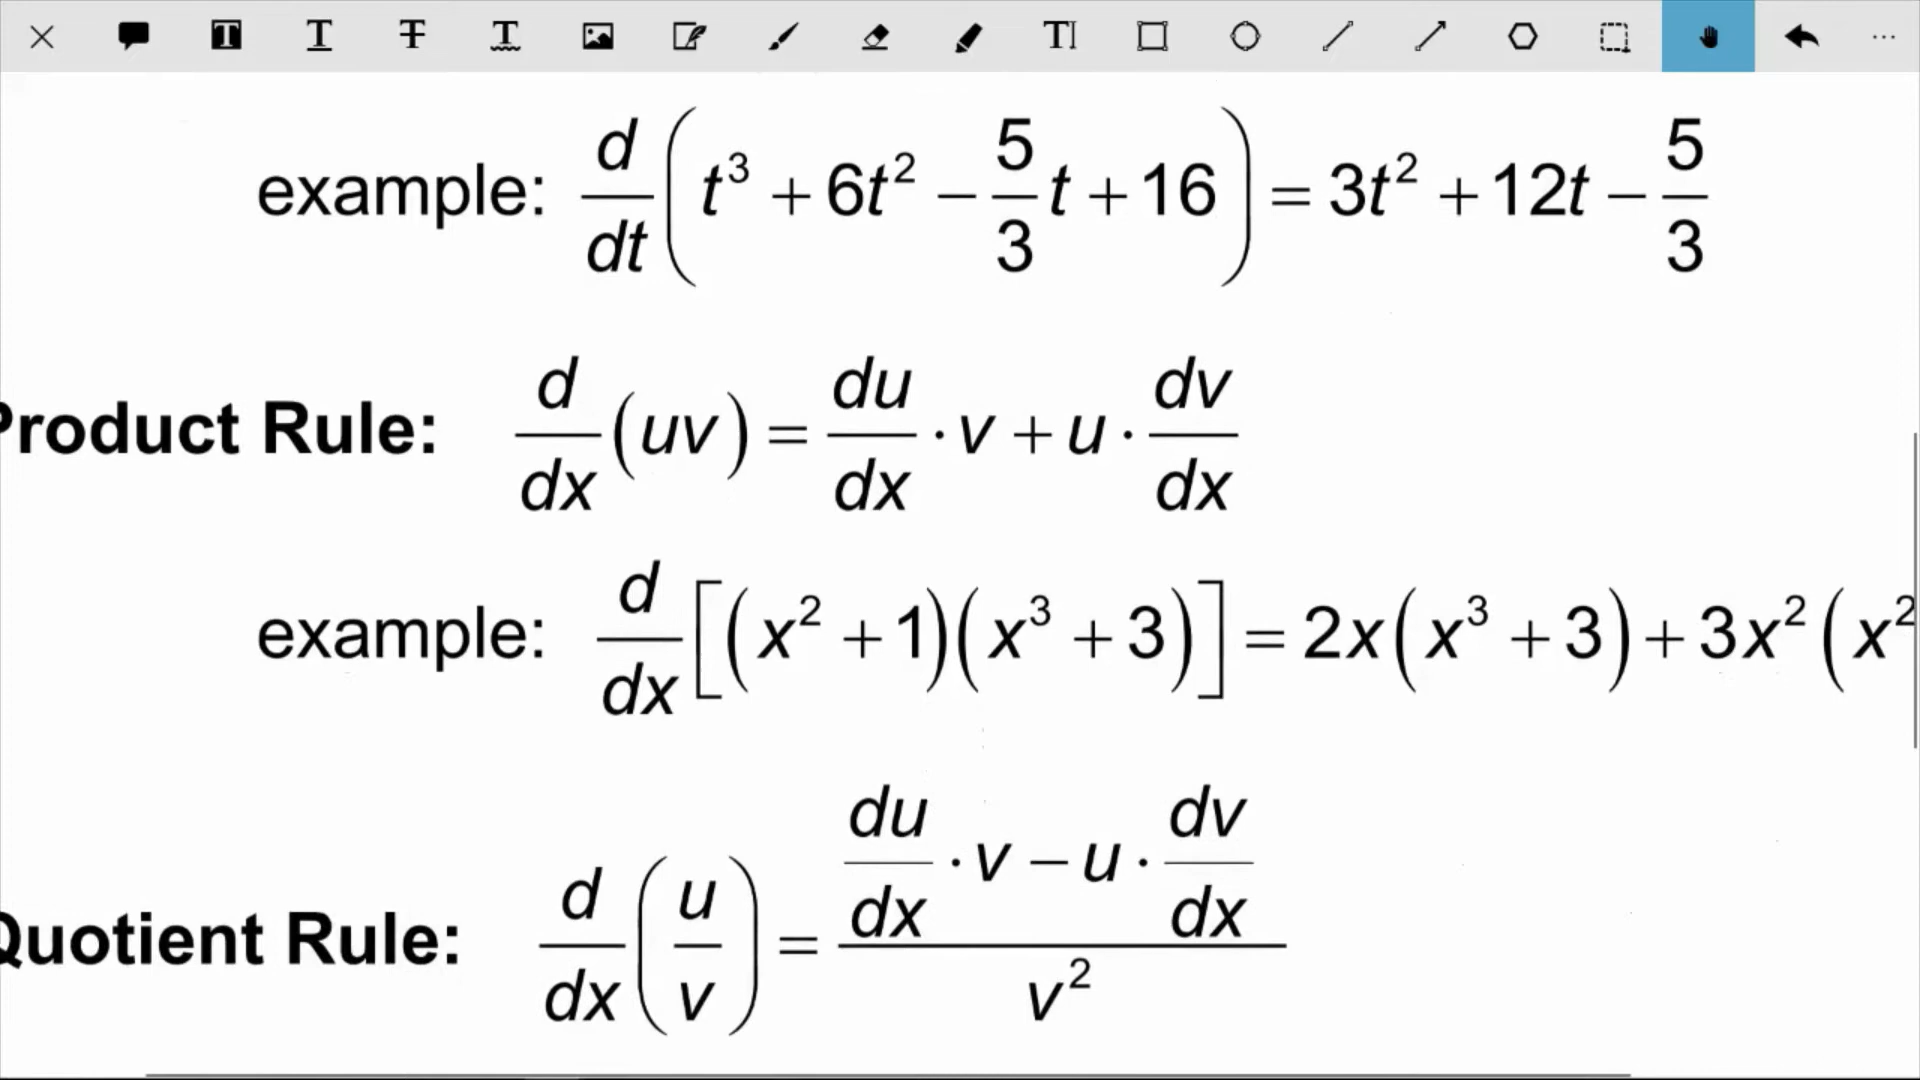 example: d/dt (t³ + 6t² − 5/3 t + 16) = 3t² + 12t − 5/3
Product Rule: d/dx (uv) = du/dx · v + u · dv/dx
example: d/dx [(x² + 1)(x³ + 3)] = 2x(x³ + 3) + 3x²(x²
Quotient Rule: d/dx (u/v) = (du/dx · v − u · dv/dx)/v²